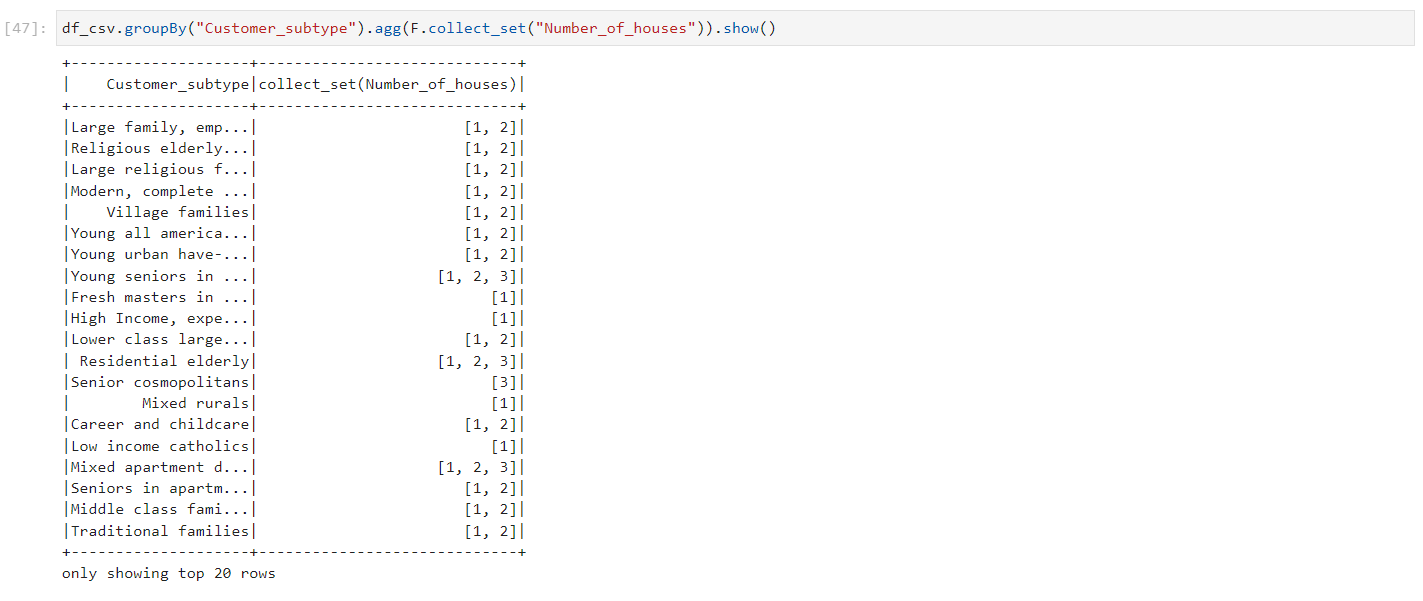 [47]: df_csv.groupBy("Customer_subtype").agg(F.collect_set("Number_of_houses")).show()
+--------------------+-----------------------------+
|    Customer_subtype|collect_set(Number_of_houses)|
+--------------------+-----------------------------+
|Large family, emp...|                       [1, 2]|
|Religious elderly...|                       [1, 2]|
|Large religious f...|                       [1, 2]|
|Modern, complete ...|                       [1, 2]|
|    Village families|                       [1, 2]|
|Young all america...|                       [1, 2]|
|Young urban have-...|                       [1, 2]|
|Young seniors in ...|                    [1, 2, 3]|
|Fresh masters in ...|                          [1]|
|High Income, expe...|                          [1]|
|Lower class large...|                       [1, 2]|
| Residential elderly|                    [1, 2, 3]|
|Senior cosmopolitans|                          [3]|
|        Mixed rurals|                          [1]|
|Career and childcare|                       [1, 2]|
|Low income catholics|                          [1]|
|Mixed apartment d...|                    [1, 2, 3]|
|Seniors in apartm...|                       [1, 2]|
|Middle class fami...|                       [1, 2]|
|Traditional families|                       [1, 2]|
+--------------------+-----------------------------+
only showing top 20 rows